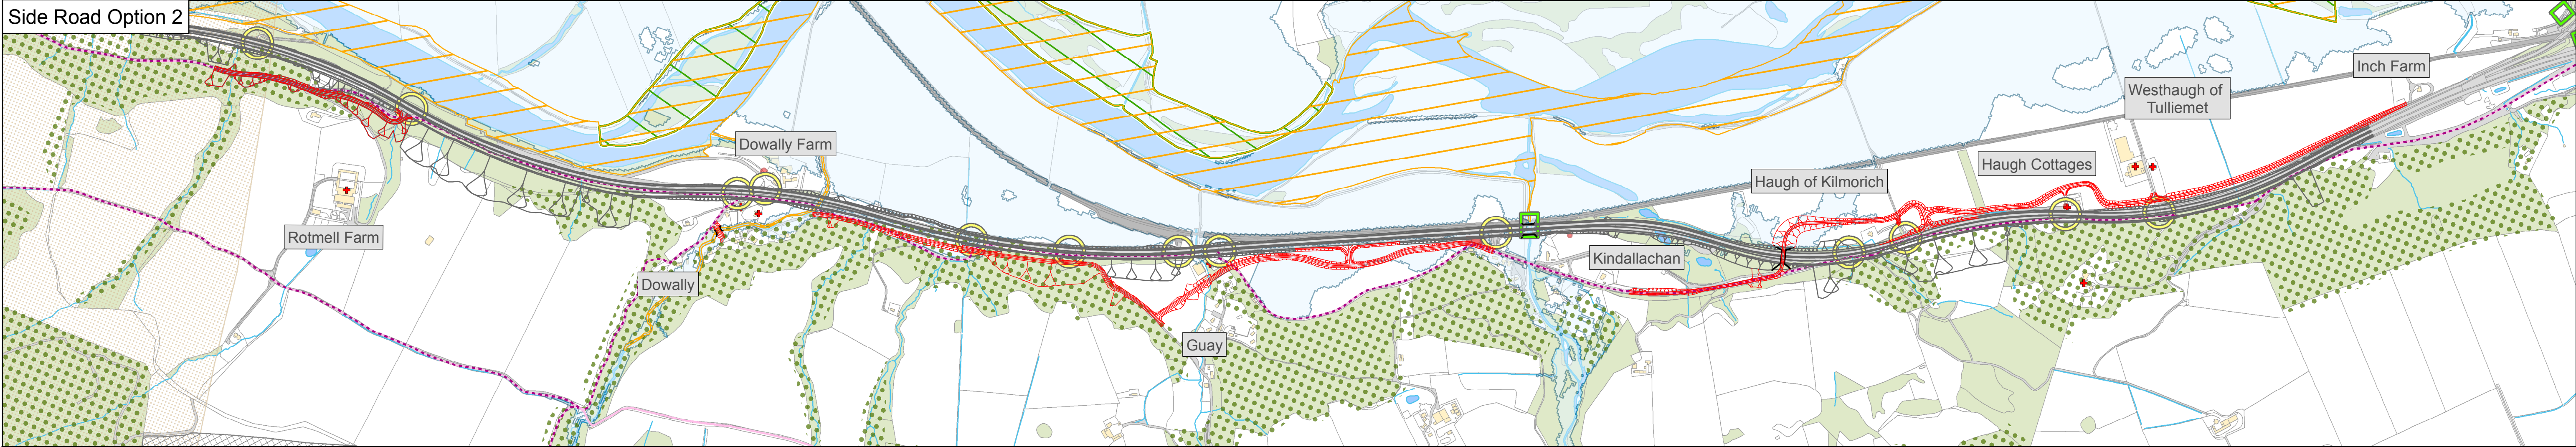 Side Road Option 2
Rotmell Farm
Dowally
Dowally Farm
Guay
Kindallachan
Haugh of Kilmorich
Haugh Cottages
Westhaugh of
Tulliemet
Inch Farm